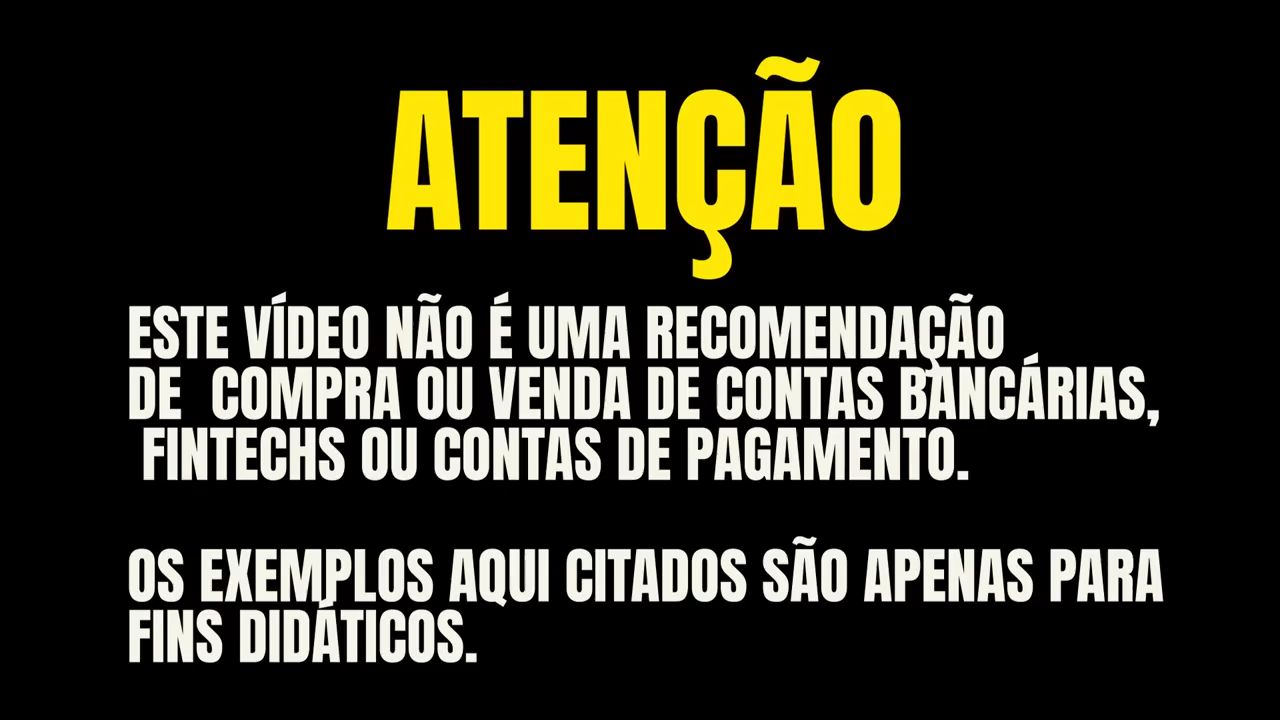 ATENÇÃO
ESTE VÍDEO NÃO É UMA RECOMENDAÇÃO
DE COMPRA OU VENDA DE CONTAS BANCÁRIAS,
FINTECHS OU CONTAS DE PAGAMENTO.
OS EXEMPLOS AQUI CITADOS SÃO APENAS PARA
FINS DIDÁTICOS.